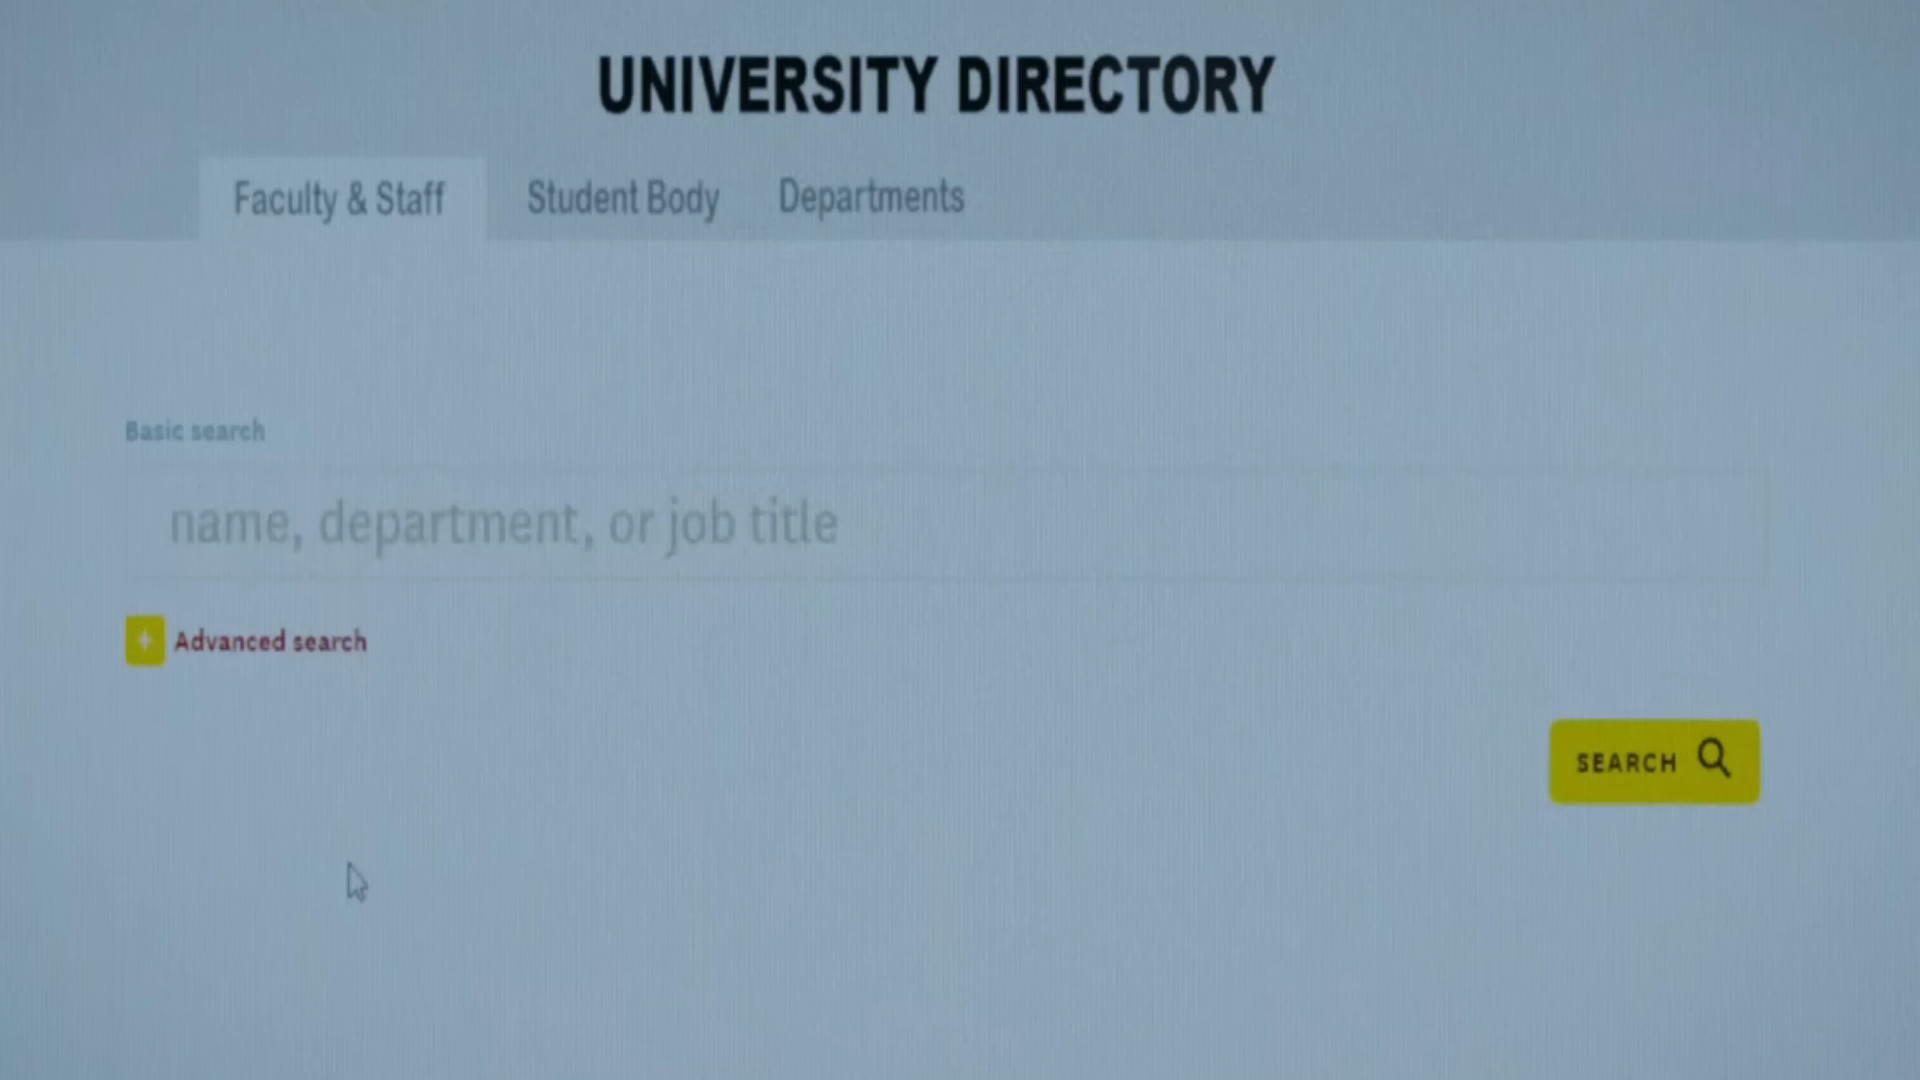 UNIVERSITY DIRECTORY
Faculty & Staff Student Body Departments
Basic search
name, department, or job title
+ Advanced search
SEARCH